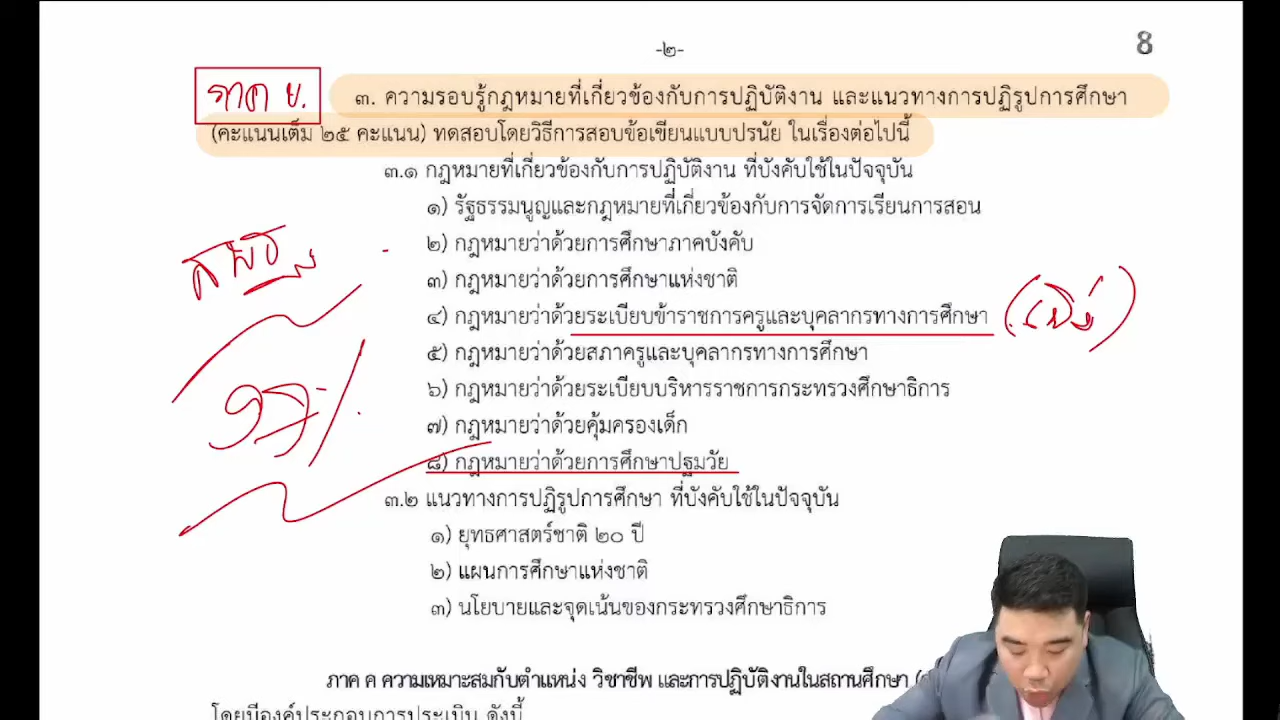 -๒-
8
ภาค ข.
๓. ความรอบรู้กฎหมายที่เกี่ยวข้องกับการปฏิบัติงาน และแนวทางการปฏิรูปการศึกษา
(คะแนนเต็ม ๒๕ คะแนน) ทดสอบโดยวิธีการสอบข้อเขียนแบบปรนัย ในเรื่องต่อไปนี้
๓.๑ กฎหมายที่เกี่ยวข้องกับการปฏิบัติงาน ที่บังคับใช้ในปัจจุบัน
๑) รัฐธรรมนูญและกฎหมายที่เกี่ยวข้องกับการจัดการเรียนการสอน
๒) กฎหมายว่าด้วยการศึกษาภาคบังคับ
๓) กฎหมายว่าด้วยการศึกษาแห่งชาติ
๔) กฎหมายว่าด้วยระเบียบข้าราชการครูและบุคลากรทางการศึกษา
๕) กฎหมายว่าด้วยสภาครูและบุคลากรทางการศึกษา
๖) กฎหมายว่าด้วยระเบียบบริหารราชการกระทรวงศึกษาธิการ
๗) กฎหมายว่าด้วยคุ้มครองเด็ก
๘) กฎหมายว่าด้วยการศึกษาปฐมวัย
๓.๒ แนวทางการปฏิรูปการศึกษา ที่บังคับใช้ในปัจจุบัน
๑) ยุทธศาสตร์ชาติ ๒๐ ปี
๒) แผนการศึกษาแห่งชาติ
๓) นโยบายและจุดเน้นของกระทรวงศึกษาธิการ
ภาค ค ความเหมาะสมกับตำแหน่ง วิชาชีพ และการปฏิบัติงานในสถานศึกษา (
โดยมีองค์ประกอบการประเมิน ดังนี้